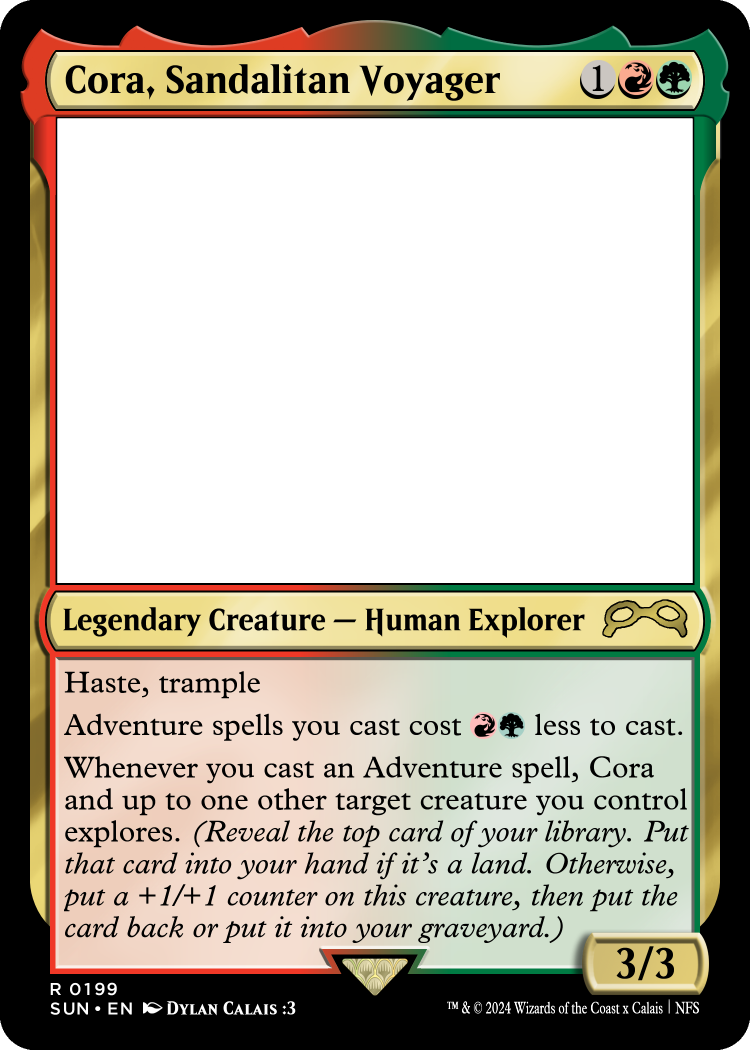 Cora, Sandalitan Voyager 1
Legendary Creature — Human Explorer
Haste, trample
Adventure spells you cast cost less to cast.
Whenever you cast an Adventure spell, Cora
and up to one other target creature you control
explores. (Reveal the top card of your library. Put
that card into your hand if it's a land. Otherwise,
put a +1/+1 counter on this creature, then put the
card back or put it into your graveyard.)
3/3
R 0199
SUN • EN DYLAN CALAIS :3
™ & © 2024 Wizards of the Coast x Calais | NFS